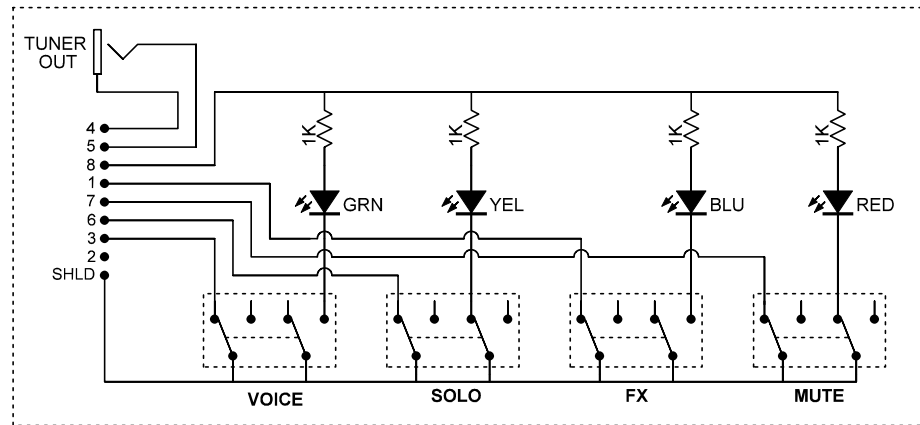 TUNER
OUT
4
5
8
1
7
6
3
2
SHLD
1K
1K
1K
1K
GRN
YEL
BLU
RED
VOICE
SOLO
FX
MUTE